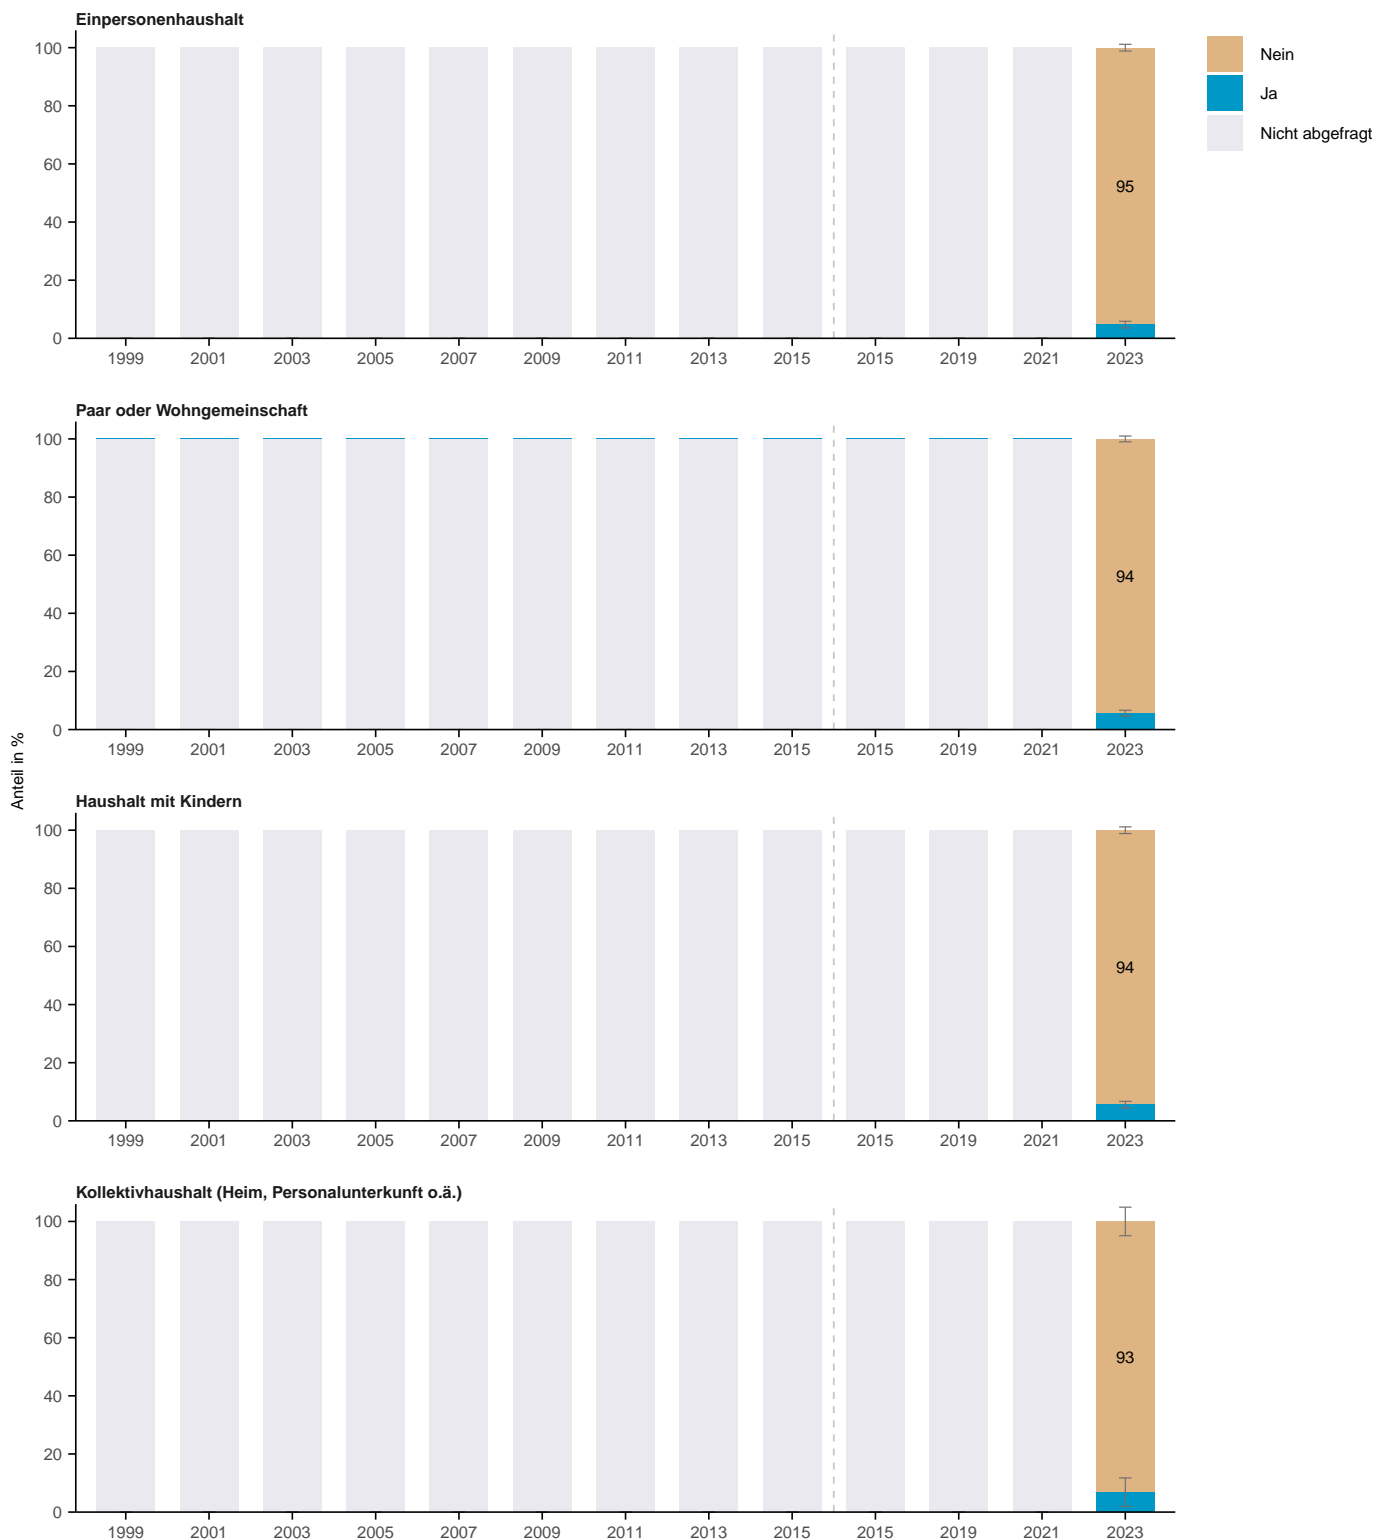 Einpersonenhaushalt
100
80
60
40
20
0
95
1999 2001 2003 2005 2007 2009 2011 2013 2015 2015 2019 2021 2023
Nein
Ja
Nicht abgefragt
Paar oder Wohngemeinschaft
100
80
60
40
20
0
94
1999 2001 2003 2005 2007 2009 2011 2013 2015 2015 2019 2021 2023
Anteil in %
Haushalt mit Kindern
100
80
60
40
20
0
94
1999 2001 2003 2005 2007 2009 2011 2013 2015 2015 2019 2021 2023
Kollektivhaushalt (Heim, Personalunterkunft o.ä.)
100
80
60
40
20
0
93
1999 2001 2003 2005 2007 2009 2011 2013 2015 2015 2019 2021 2023